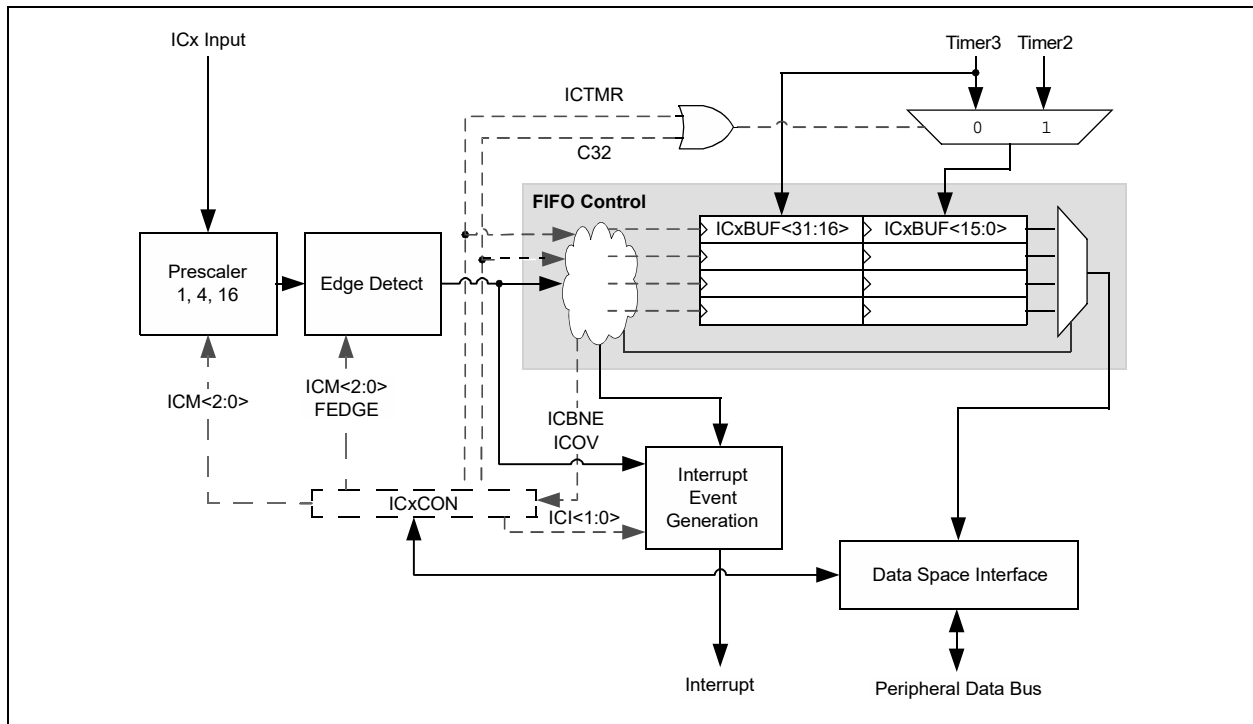 ICx Input
Timer3 Timer2
ICTMR
0 1
C32
FIFO Control
ICxBUF<31:16> ICxBUF<15:0>
Prescaler
1, 4, 16
Edge Detect
ICM<2:0>
ICM<2:0>
FEDGE
ICBNE
ICOV
Interrupt
Event
Generation
ICxCON
ICI<1:0>
Data Space Interface
Interrupt
Peripheral Data Bus